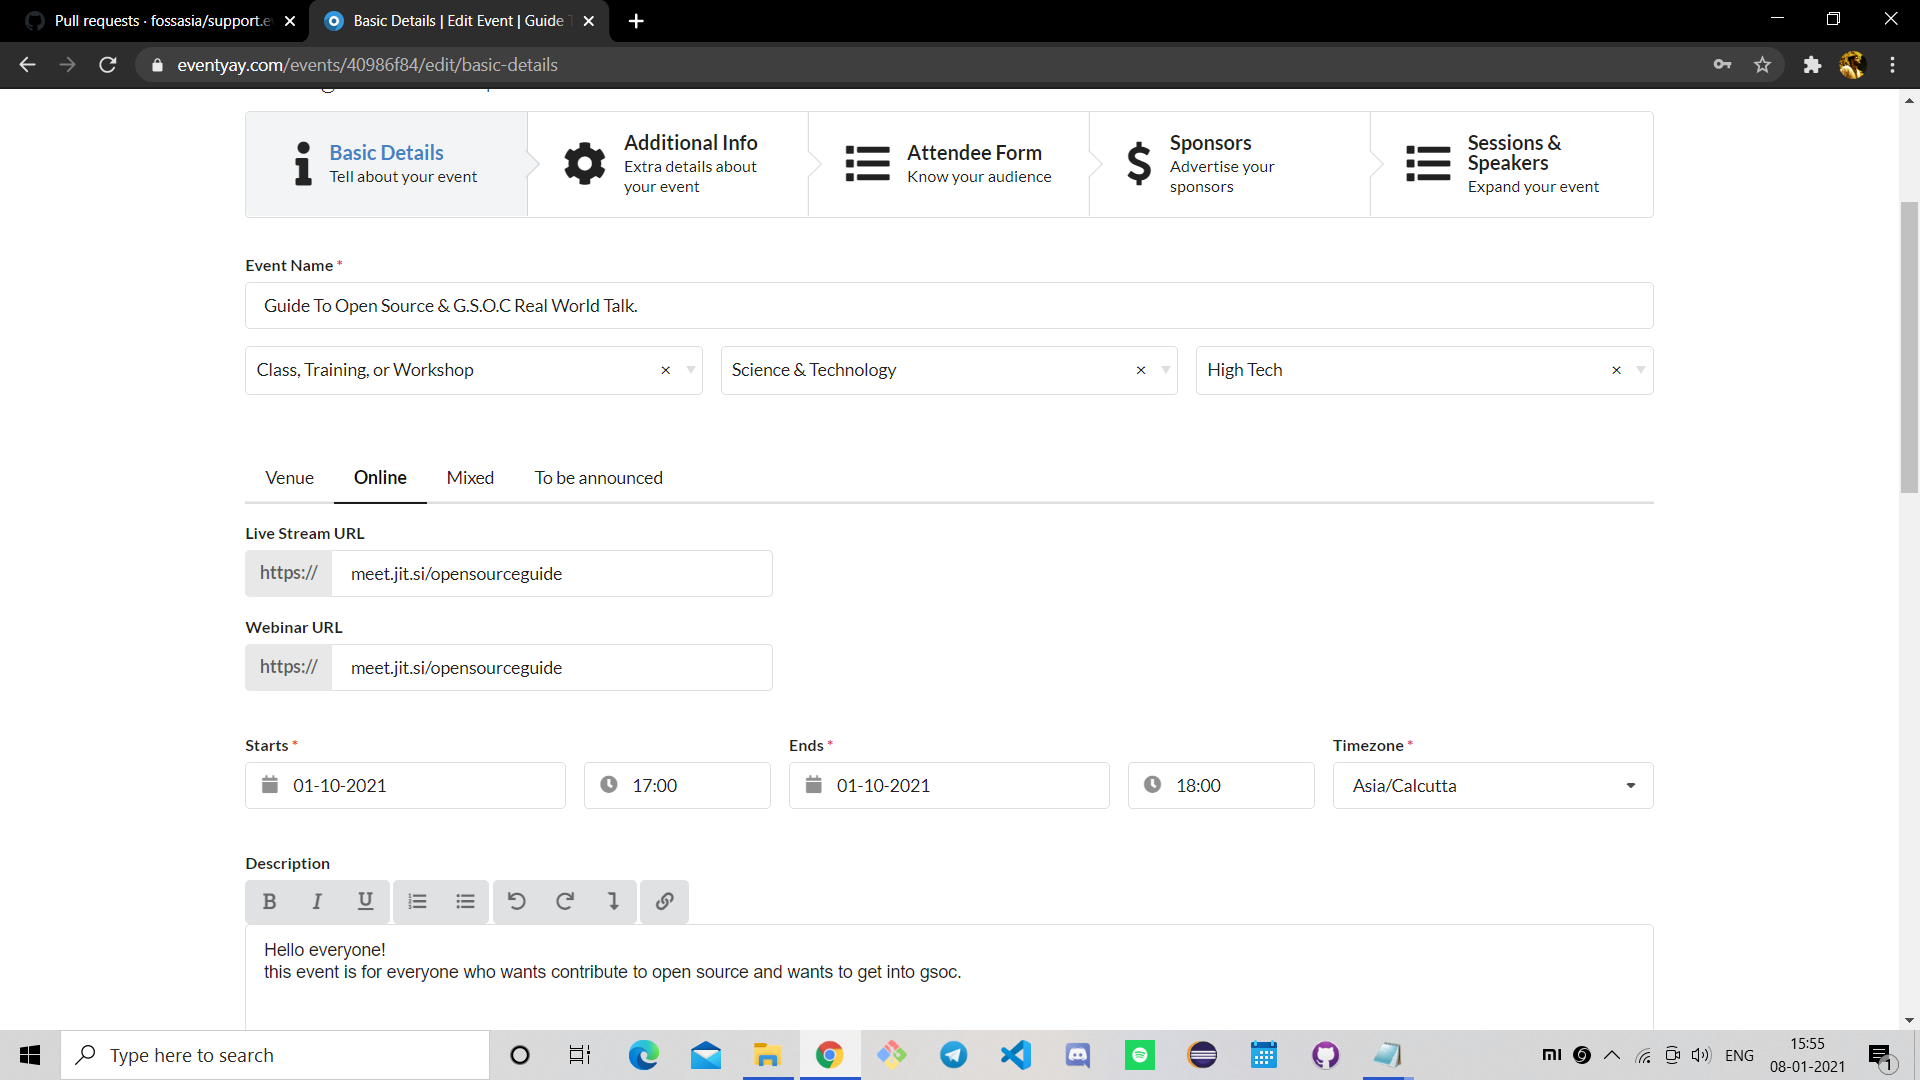 Pull requests · fossasia/support.e
Basic Details | Edit Event | Guide T
eventyay.com/events/40986f84/edit/basic-details
Basic Details
Tell about your event
Additional Info
Extra details about
your event
Attendee Form
Know your audience
Sponsors
Advertise your
sponsors
Sessions &
Speakers
Expand your event
Event Name *
Guide To Open Source & G.S.O.C Real World Talk.
Class, Training, or Workshop
Science & Technology
High Tech
Venue
Online
Mixed
To be announced
Live Stream URL
https://
meet.jit.si/opensourceguide
Webinar URL
https://
meet.jit.si/opensourceguide
Starts *
Ends *
Timezone *
01-10-2021
17:00
01-10-2021
18:00
Asia/Calcutta
Description
B I U
Hello everyone!
this event is for everyone who wants contribute to open source and wants to get into gsoc.
Type here to search
ENG
15:55
08-01-2021
1